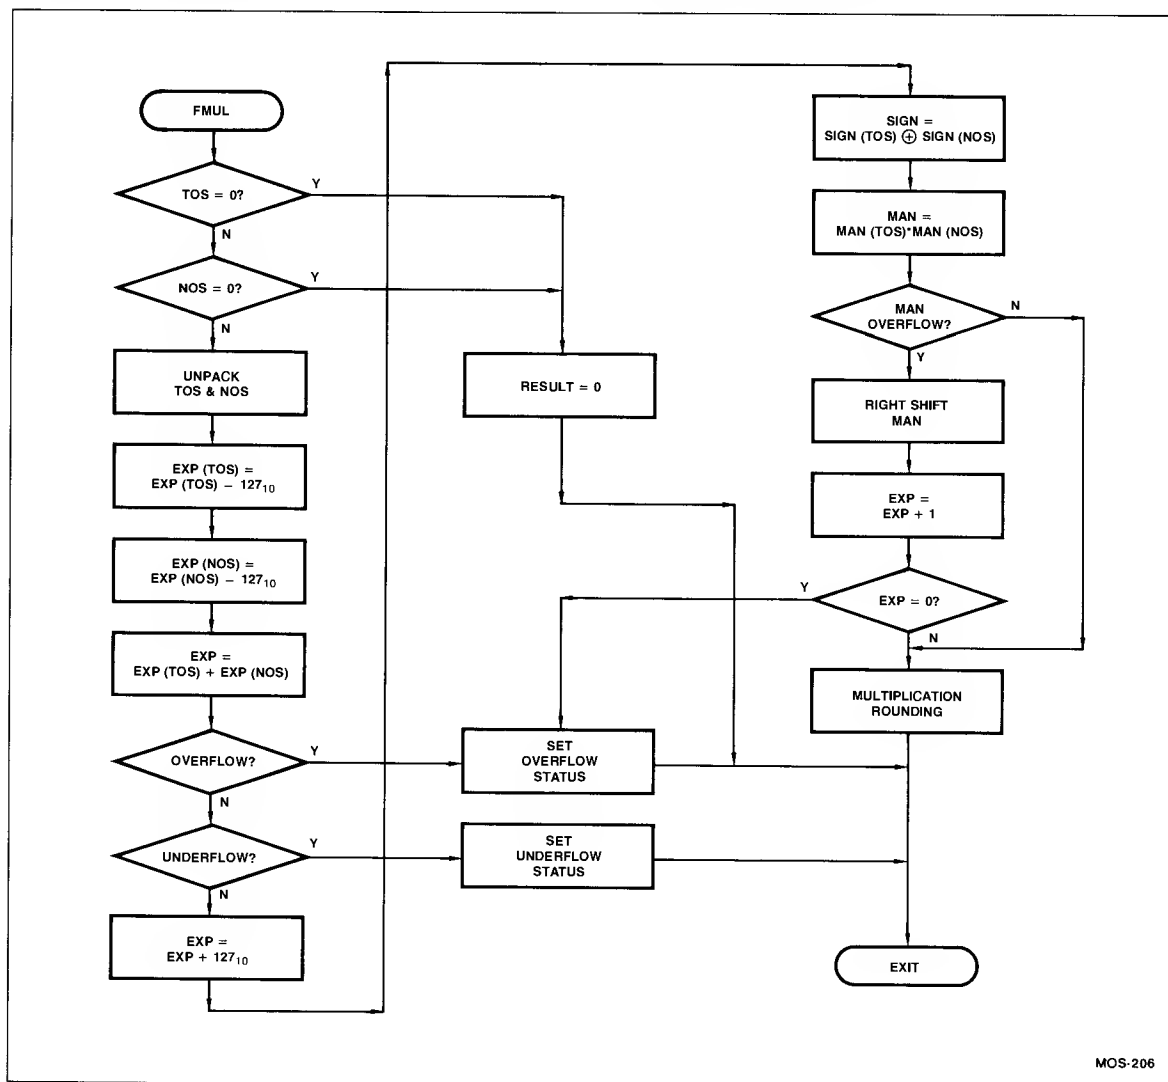 FMUL
TOS = 0?
Y
N
NOS = 0?
Y
N
UNPACK
TOS & NOS
EXP (TOS) =
EXP (TOS) − 127₁₀
EXP (NOS) =
EXP (NOS) − 127₁₀
EXP =
EXP (TOS) + EXP (NOS)
OVERFLOW?
Y
N
UNDERFLOW?
Y
N
EXP =
EXP + 127₁₀
RESULT = 0
SET
OVERFLOW
STATUS
SET
UNDERFLOW
STATUS
SIGN =
SIGN (TOS) ⊕ SIGN (NOS)
MAN =
MAN (TOS)*MAN (NOS)
MAN
OVERFLOW?
N
Y
RIGHT SHIFT
MAN
EXP =
EXP + 1
Y
EXP = 0?
N
MULTIPLICATION
ROUNDING
EXIT
MOS-206